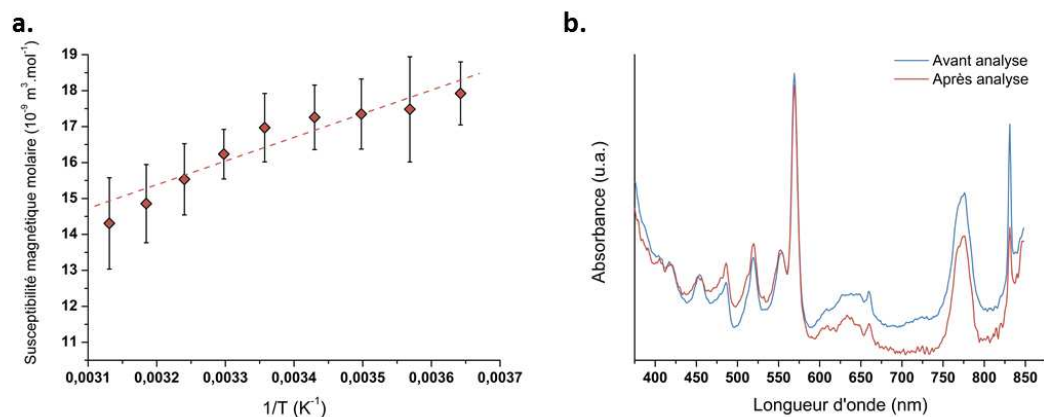 a.
Susceptibilité magnétique molaire (10⁻⁹ m³.mol⁻¹)
19
18
17
16
15
14
13
12
11
0,0031 0,0032 0,0033 0,0034 0,0035 0,0036 0,0037
1/T (K⁻¹)
b.
Avant analyse
Après analyse
Absorbance (u.a.)
400 450 500 550 600 650 700 750 800 850
Longueur d'onde (nm)